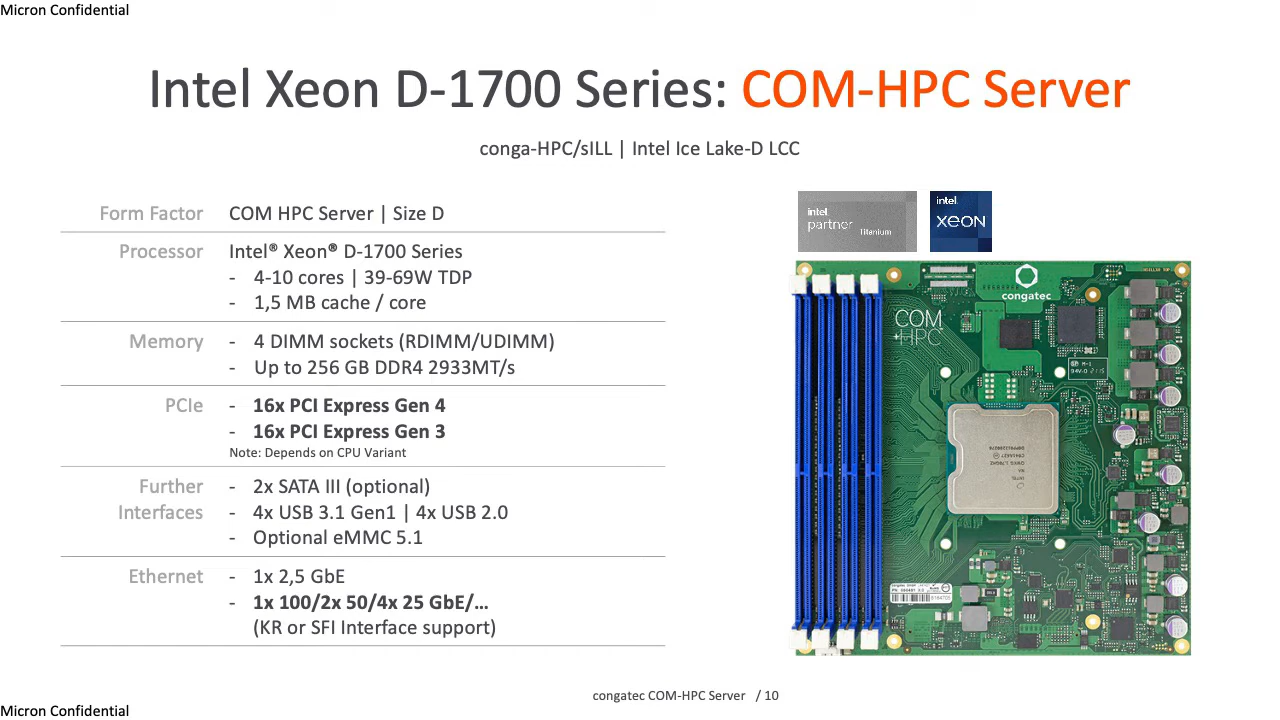 Micron Confidential
Intel Xeon D-1700 Series: COM-HPC Server
conga-HPC/sILL | Intel Ice Lake-D LCC
Form Factor COM HPC Server | Size D
Processor Intel® Xeon® D-1700 Series
- 4-10 cores | 39-69W TDP
- 1,5 MB cache / core
Memory - 4 DIMM sockets (RDIMM/UDIMM)
- Up to 256 GB DDR4 2933MT/s
PCIe - 16x PCI Express Gen 4
- 16x PCI Express Gen 3
Note: Depends on CPU Variant
Further - 2x SATA III (optional)
Interfaces - 4x USB 3.1 Gen1 | 4x USB 2.0
- Optional eMMC 5.1
Ethernet - 1x 2,5 GbE
- 1x 100/2x 50/4x 25 GbE/...
(KR or SFI Interface support)
intel
partner
Titanium
intel
XEON
congatec
COM
HPC
congatec COM-HPC Server / 10
Micron Confidential